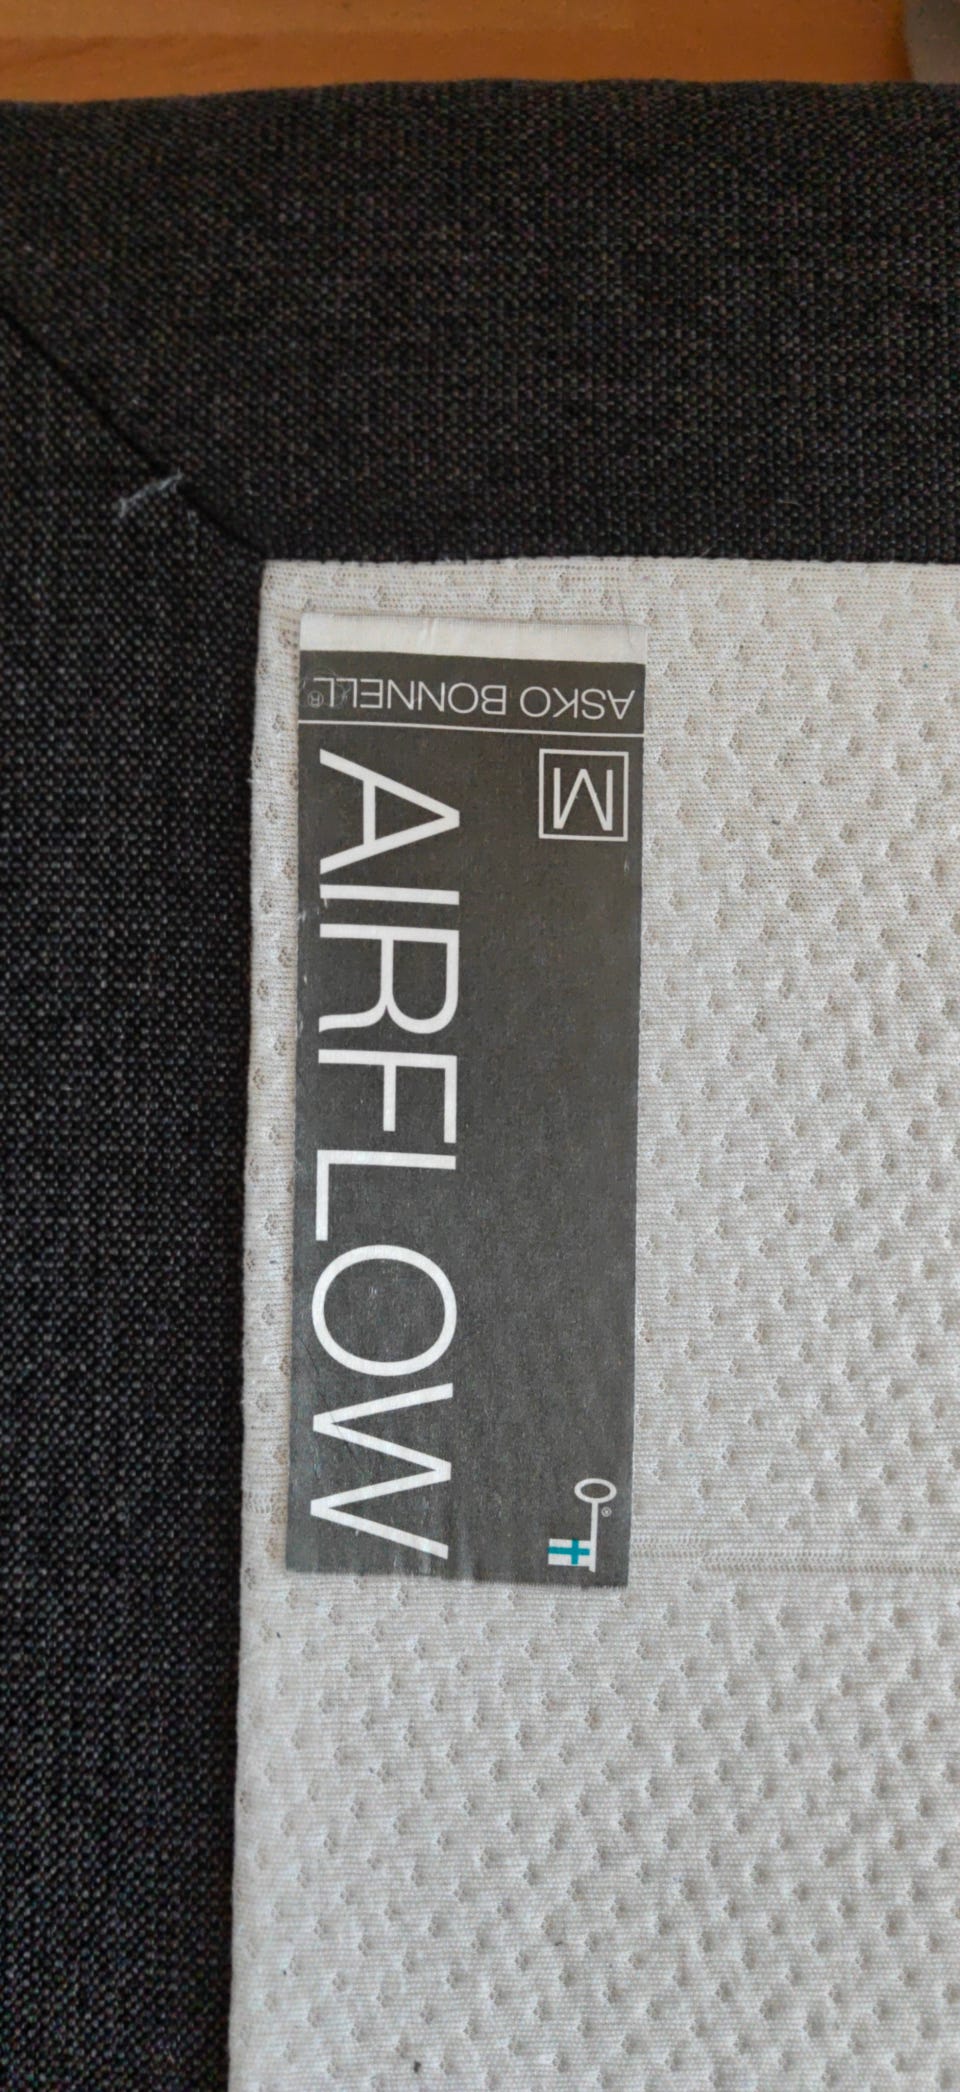 ASKO BONNELL®
M
AIRFLOW
®